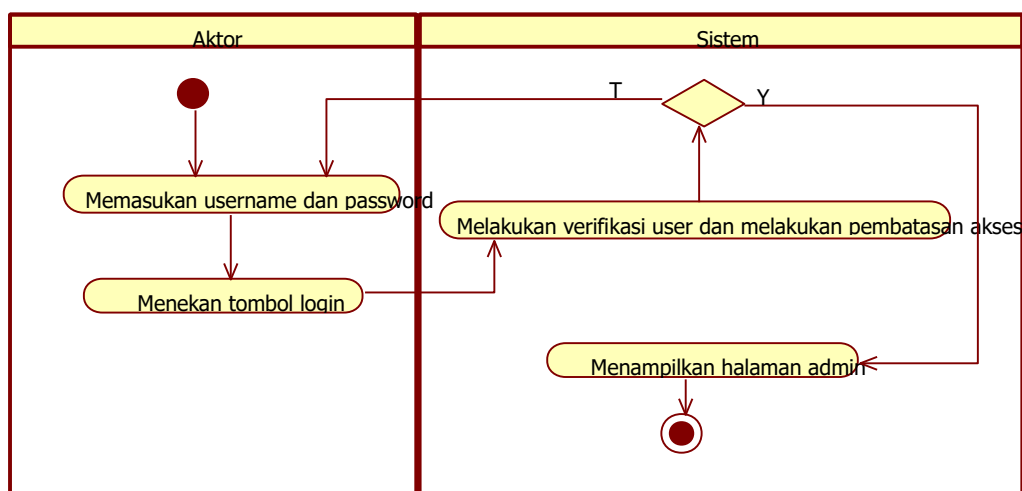 Aktor
Sistem
T
Y
Memasukan username dan password
Melakukan verifikasi user dan melakukan pembatasan akses
Menekan tombol login
Menampilkan halaman admin